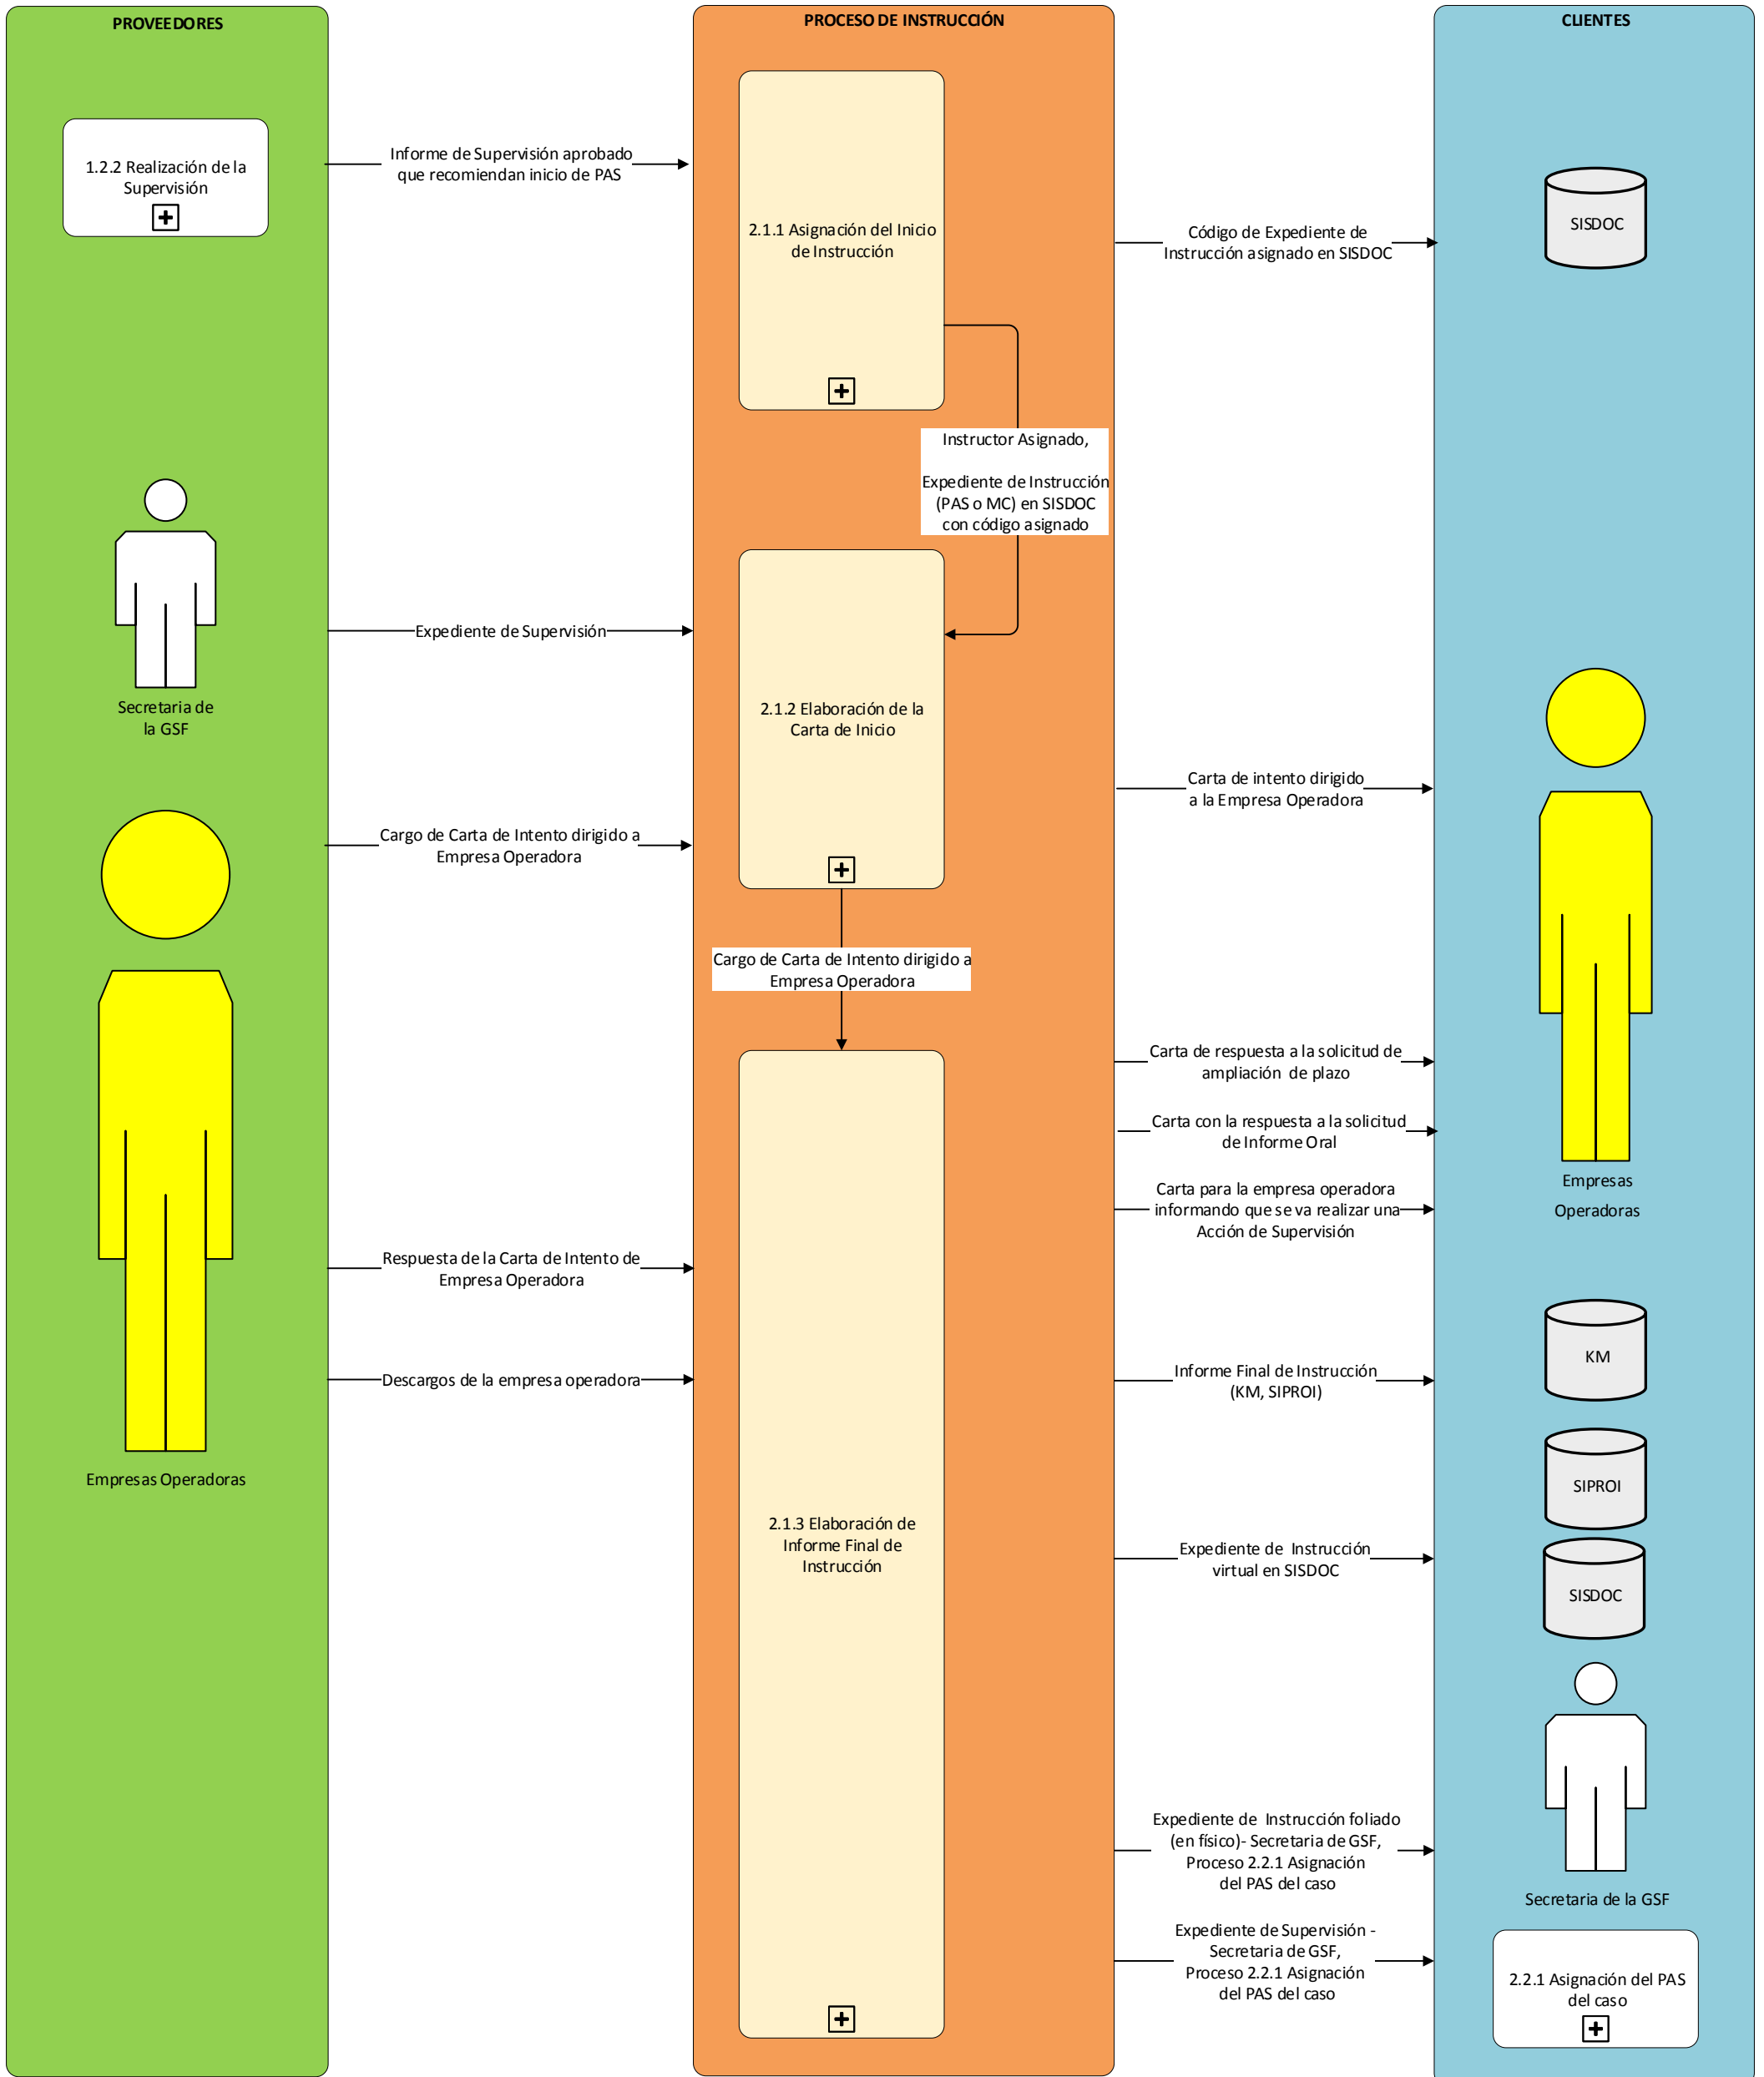 PROVEEDORES
1.2.2 Realización de la
Supervisión
Secretaria de
la GSF
Empresas Operadoras
Informe de Supervisión aprobado
que recomiendan inicio de PAS
Expediente de Supervisión
Cargo de Carta de Intento dirigido a
Empresa Operadora
Respuesta de la Carta de Intento de
Empresa Operadora
Descargos de la empresa operadora
PROCESO DE INSTRUCCIÓN
2.1.1 Asignación del Inicio
de Instrucción
Instructor Asignado,
Expediente de Instrucción
(PAS o MC) en SISDOC
con código asignado
2.1.2 Elaboración de la
Carta de Inicio
Cargo de Carta de Intento dirigido a
Empresa Operadora
2.1.3 Elaboración de
Informe Final de
Instrucción
Código de Expediente de
Instrucción asignado en SISDOC
Carta de intento dirigido
a la Empresa Operadora
Carta de respuesta a la solicitud de
ampliación de plazo
Carta con la respuesta a la solicitud
de Informe Oral
Carta para la empresa operadora
informando que se va realizar una
Acción de Supervisión
Informe Final de Instrucción
(KM, SIPROI)
Expediente de Instrucción
virtual en SISDOC
Expediente de Instrucción foliado
(en físico)- Secretaria de GSF,
Proceso 2.2.1 Asignación
del PAS del caso
Expediente de Supervisión -
Secretaria de GSF,
Proceso 2.2.1 Asignación
del PAS del caso
CLIENTES
SISDOC
Empresas
Operadoras
KM
SIPROI
SISDOC
Secretaria de la GSF
2.2.1 Asignación del PAS
del caso